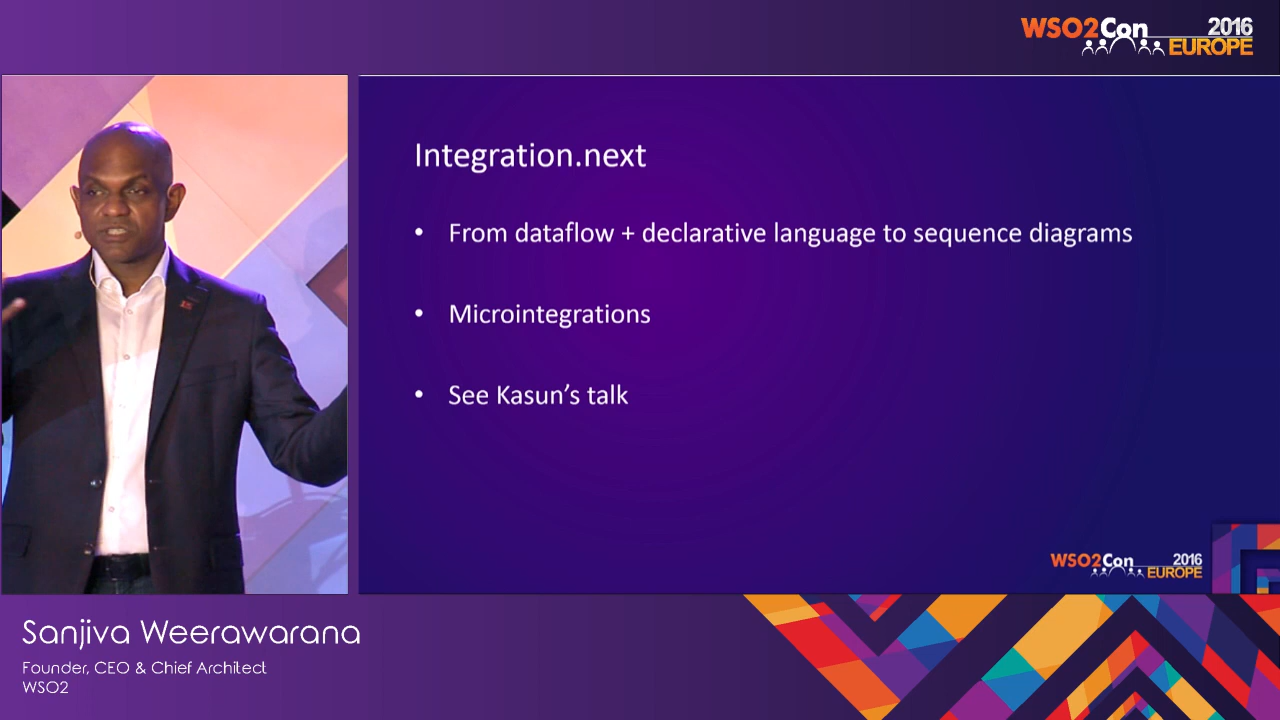 WSO2Con 2016
EUROPE
Integration.next
• From dataflow + declarative language to sequence diagrams
• Microintegrations
• See Kasun’s talk
WSO2Con 2016
EUROPE
Sanjiva Weerawarana
Founder, CEO & Chief Architect
WSO2